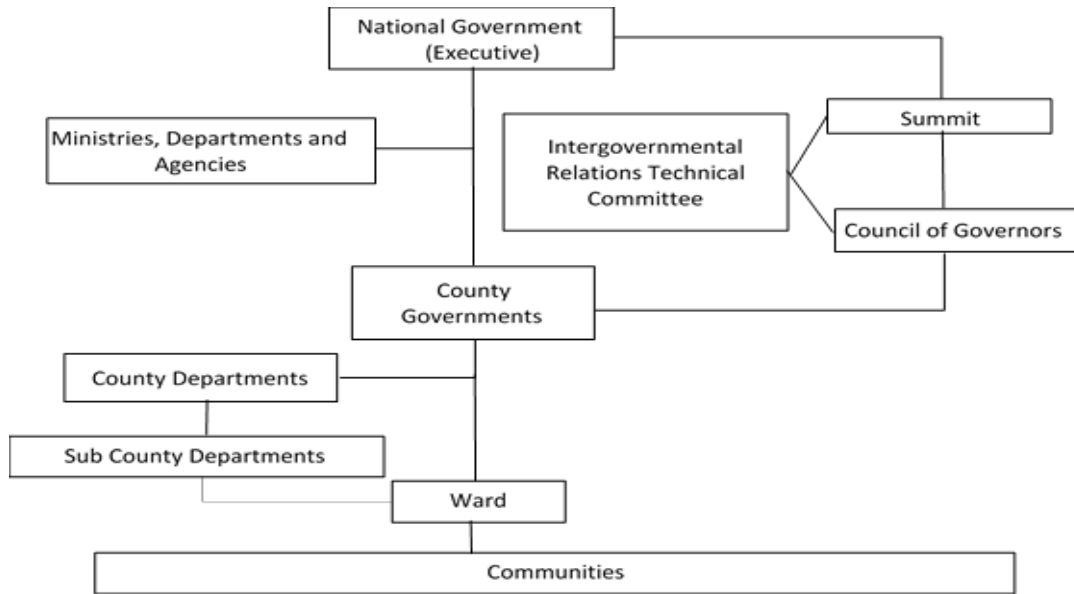 National Government
(Executive)
Summit
Ministries, Departments and
Agencies
Intergovernmental
Relations Technical
Committee
Council of Governors
County
Governments
County Departments
Sub County Departments
Ward
Communities